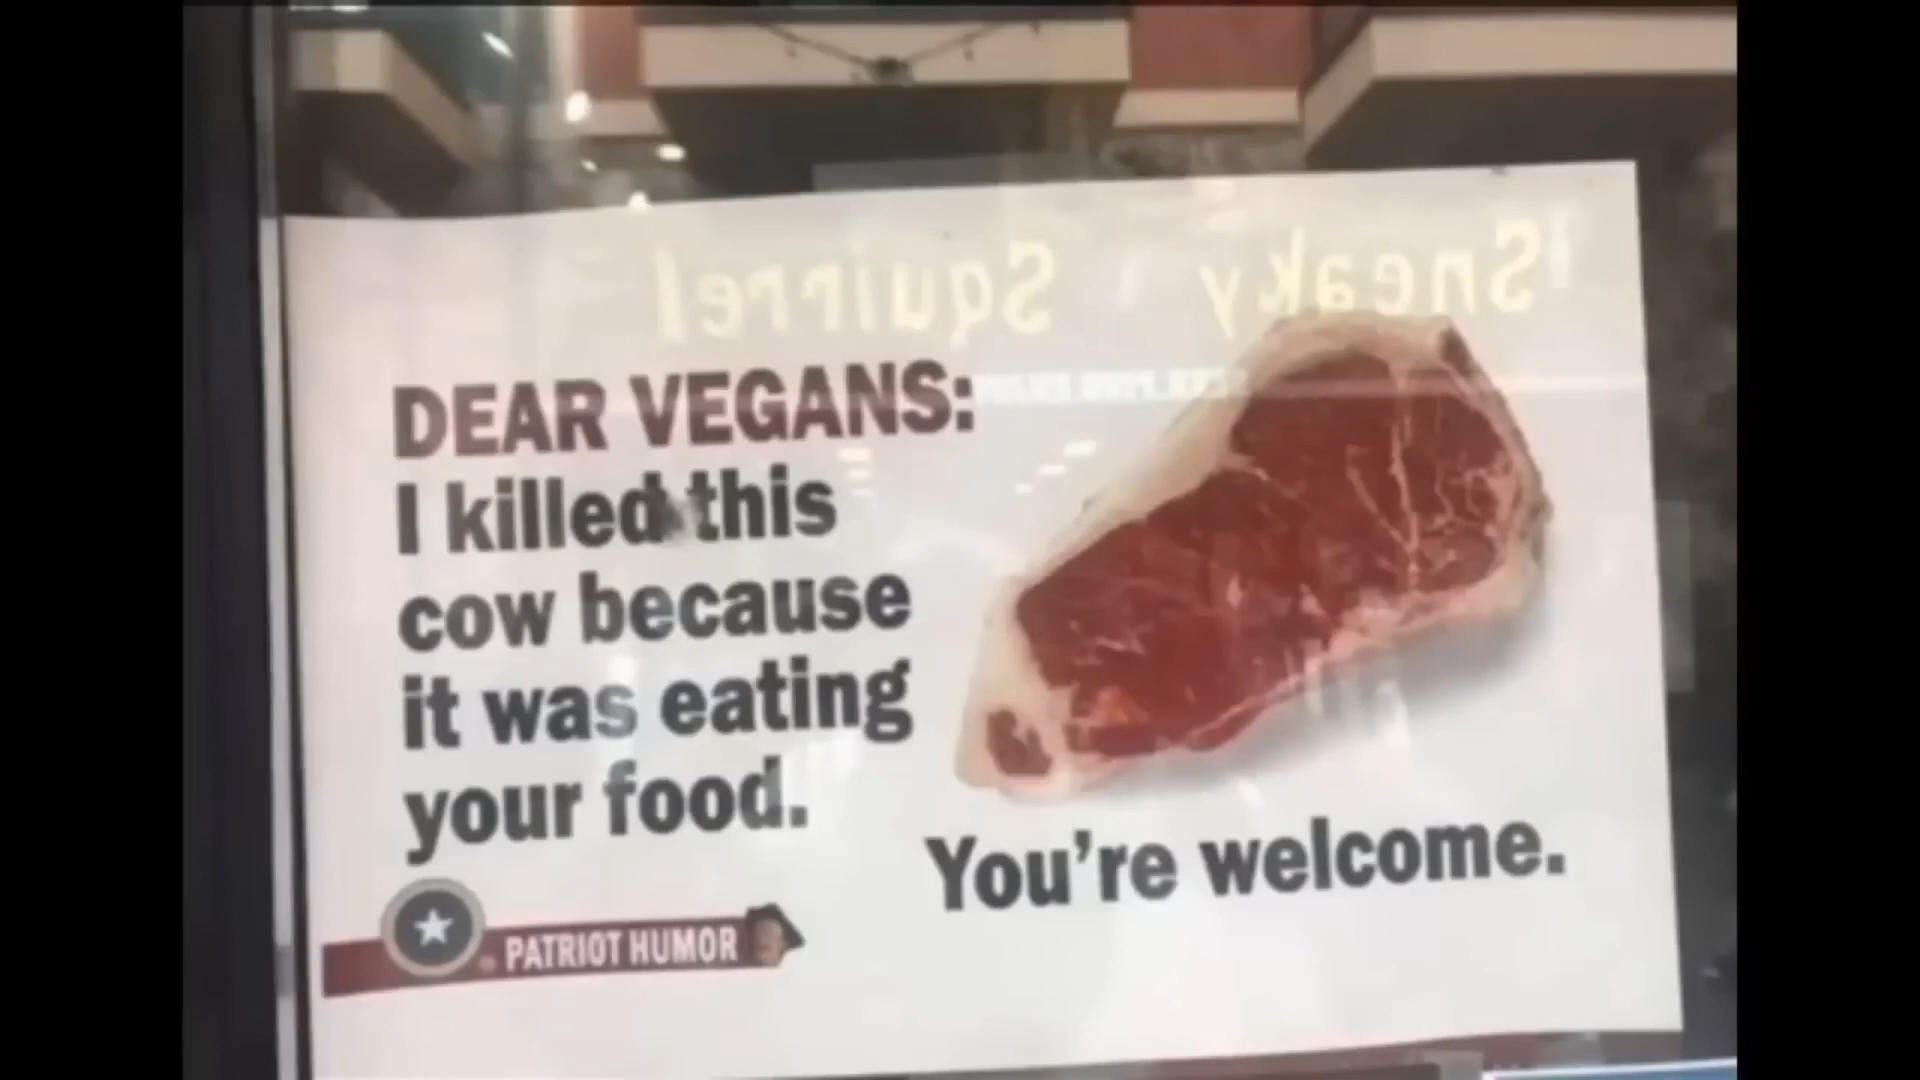 Sneaky Squirrel
DEAR VEGANS:
I killed this
cow because
it was eating
your food.
You're welcome.
PATRIOT HUMOR